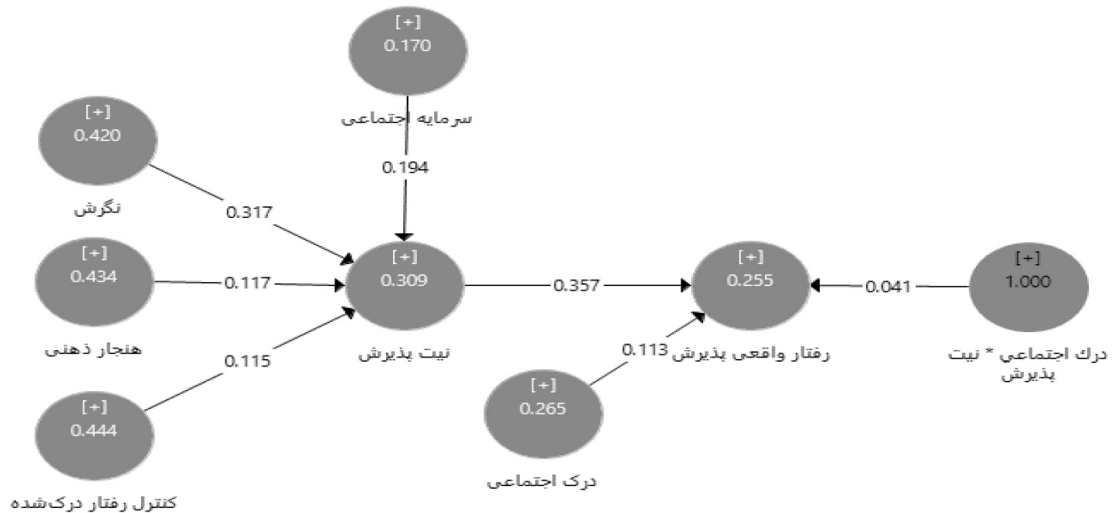 [+]
0.170
سرمایه اجتماعی
0.194
[+]
0.420
نگرش
0.317
[+]
0.434
هنجار ذهنی
0.117
[+]
0.444
کنترل رفتار درک‌شده
0.115
[+]
0.309
نیت پذیرش
0.357
[+]
0.255
رفتار واقعی پذیرش
0.113
[+]
0.265
درک اجتماعی
0.041
[+]
1.000
درك اجتماعي * نیت
پذیرش